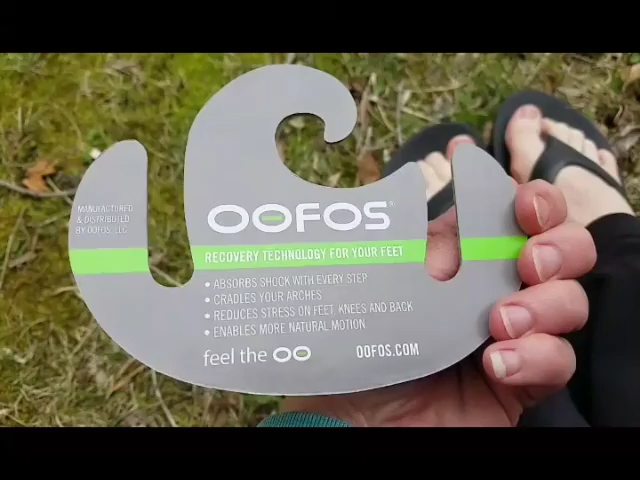 MANUFACTURED
& DISTRIBUTED
BY OOFOS, LLC
OOFOS®
RECOVERY TECHNOLOGY FOR YOUR FEET
• ABSORBS SHOCK WITH EVERY STEP
• CRADLES YOUR ARCHES
• REDUCES STRESS ON FEET, KNEES AND BACK
• ENABLES MORE NATURAL MOTION
feel the OO OOFOS.COM